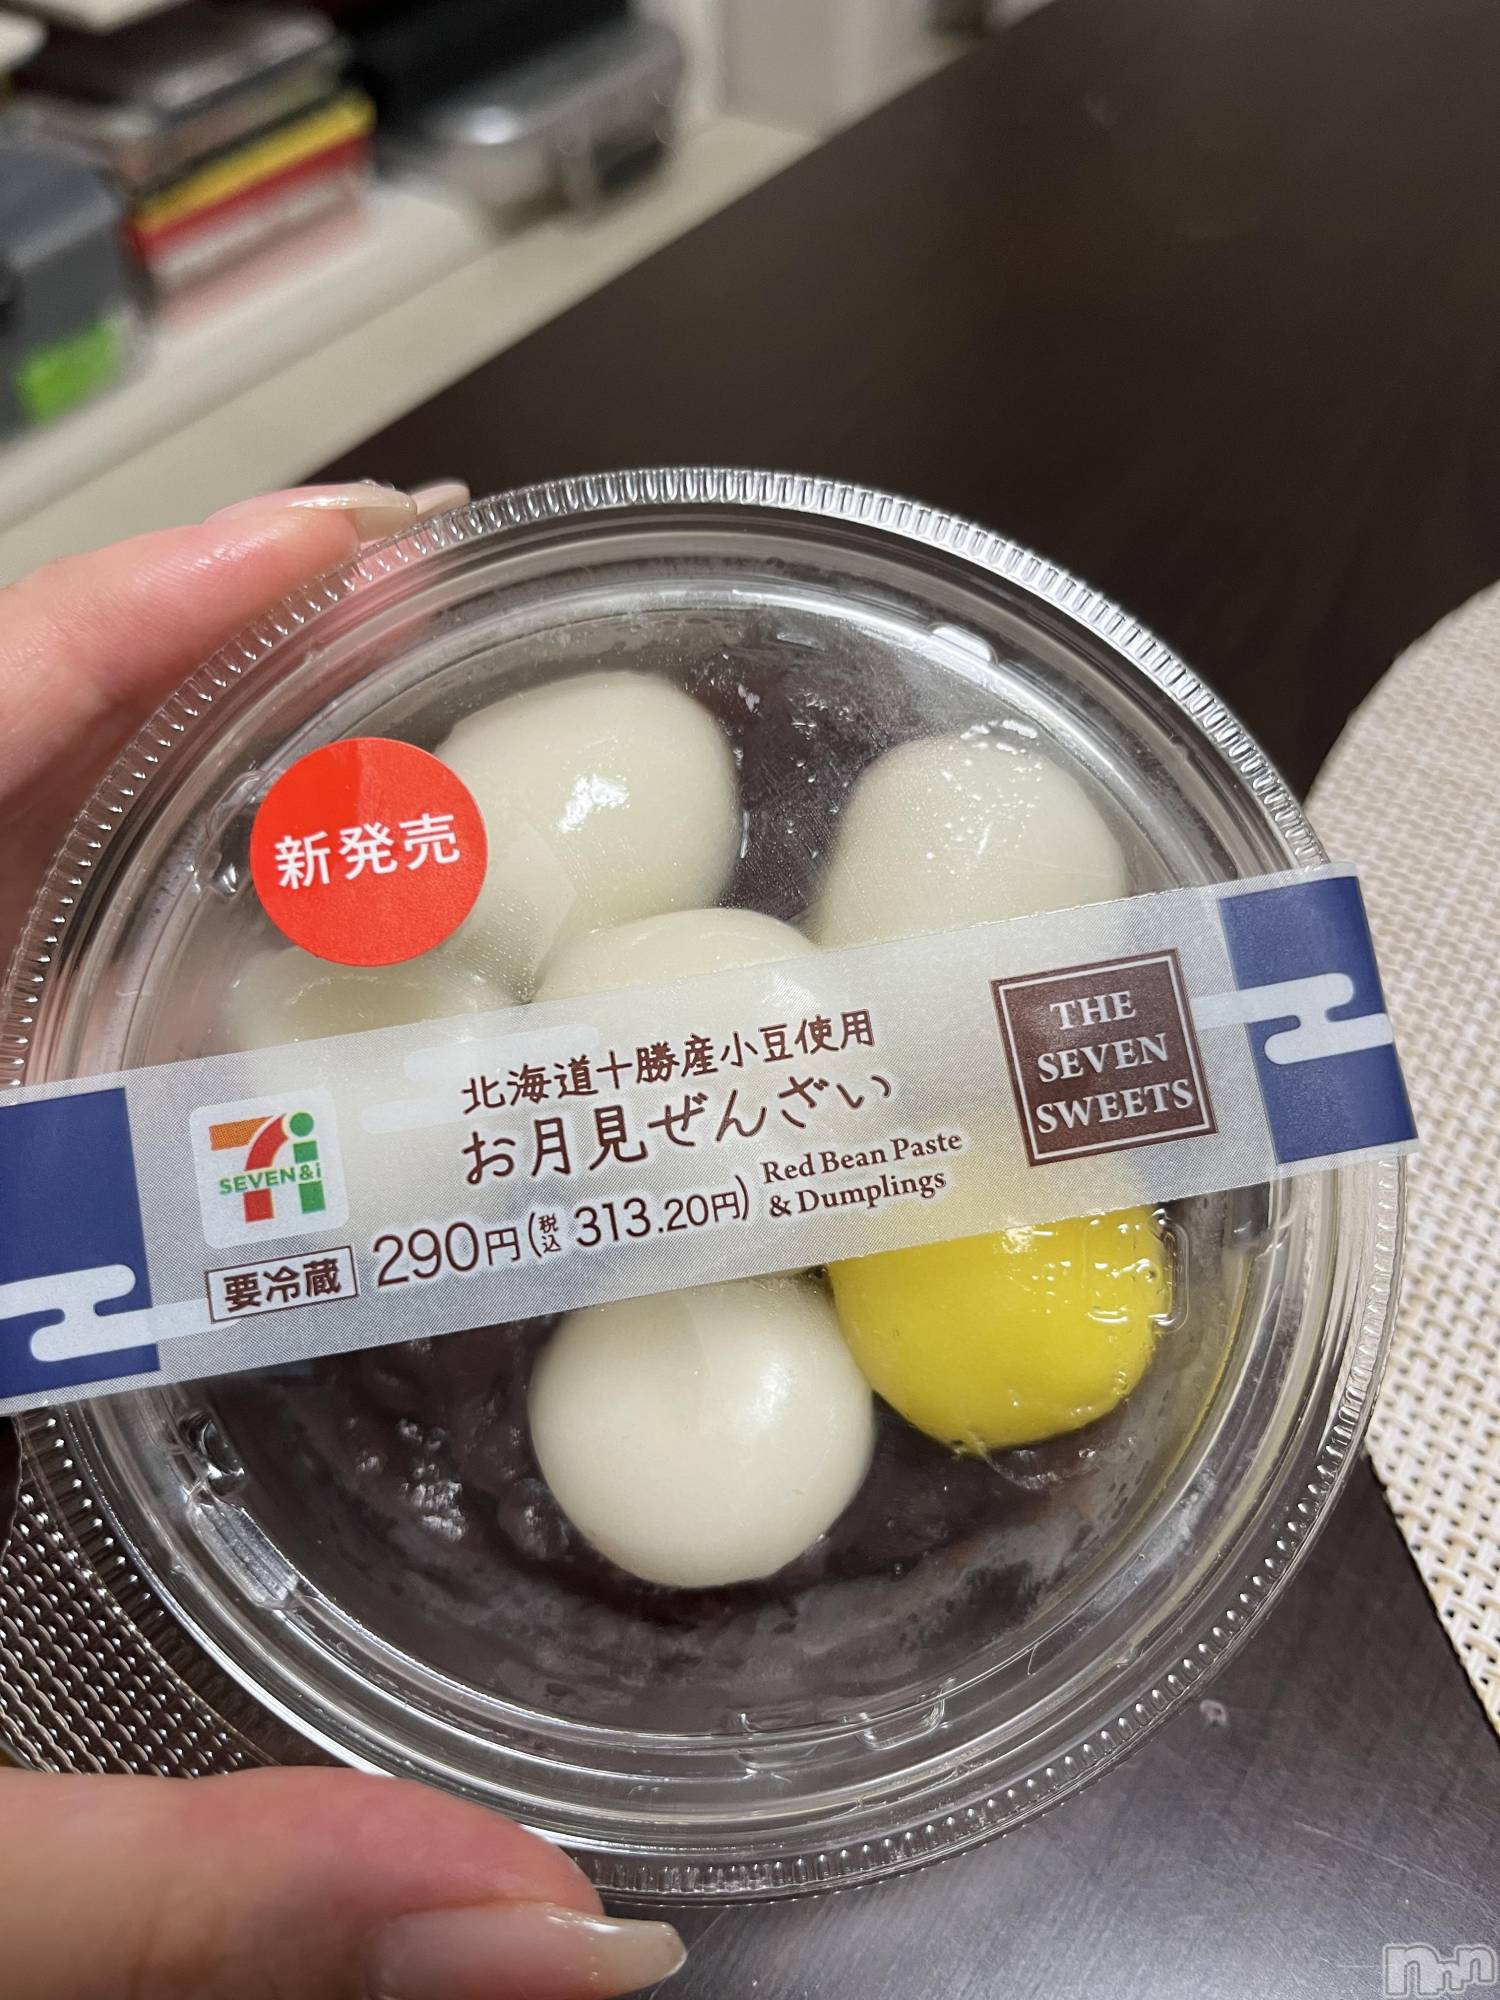 新発売
北海道十勝産小豆使用
お月見ぜんざい
THE
SEVEN
SWEETS
SEVEN&i
Red Bean Paste
& Dumplings
要冷蔵 290円(税込 313.20円)
nnn